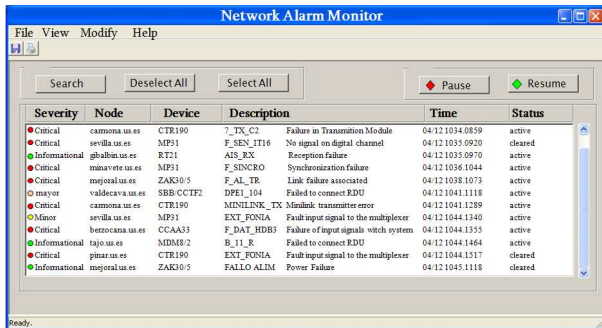 Network Alarm Monitor
File View Modify Help
Search Deselect All Select All Pause Resume
Severity Node Device Description Time Status
Critical carmona.us.es CTR190 7_TX_C2 Failure in Transmition Module 04/12 1034.0859 active
Critical sevilla.us.es MP31 F_SEN_IT16 No signal on digital channel 04/12 1035.0920 cleared
Informational gibalbin.us.es RT21 AIS_RX Reception failure 04/12 1035.0970 active
Critical minavete.us.es MP31 F_SINCRO Synchronization failure 04/12 1036.1044 active
Critical mejoral.us.es ZAK30/5 F_AL_TR Link failure associated 04/12 1038.1073 active
mayor valdecava.us.es SBB/CCTF2 DPE1_104 Failed to connect RDU 04/12 1041.1118 active
Critical carmona.us.es CTR190 MINILINK_TX Minilink transmitter error 04/12 1041.1289 active
Minor sevilla.us.es MP31 EXT_FONIA Fault input signal to the multiplexer 04/12 1044.1340 active
Critical berzocana.us.es CCAA33 F_DAT_HDB3 Failure of input signals witch system 04/12 1044.1355 active
Informational tajo.us.es MDM8/2 B_11_R Failed to connect RDU 04/12 1044.1464 active
Critical pinar.us.es CTR190 EXT_FONIA Fault input signal to the multiplexer 04/12 1044.1517 cleared
Informational mejoral.us.es ZAK30/5 FALLO ALIM Power Failure 04/12 1045.1118 cleared
Ready.